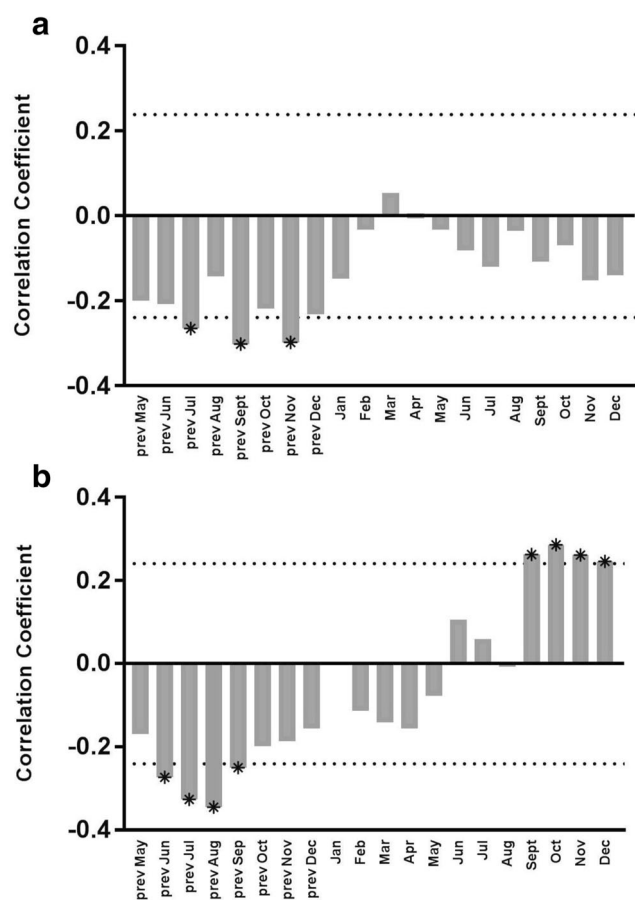 a
Correlation Coefficient
0.4
0.2
0.0
-0.2
-0.4
prev May
prev Jun
prev Jul
prev Aug
prev Sept
prev Oct
prev Nov
prev Dec
Jan
Feb
Mar
Apr
May
Jun
Jul
Aug
Sept
Oct
Nov
Dec
b
Correlation Coefficient
0.4
0.2
0.0
-0.2
-0.4
prev May
prev Jun
prev Jul
prev Aug
prev Sep
prev Oct
prev Nov
prev Dec
Jan
Feb
Mar
Apr
May
Jun
Jul
Aug
Sept
Oct
Nov
Dec